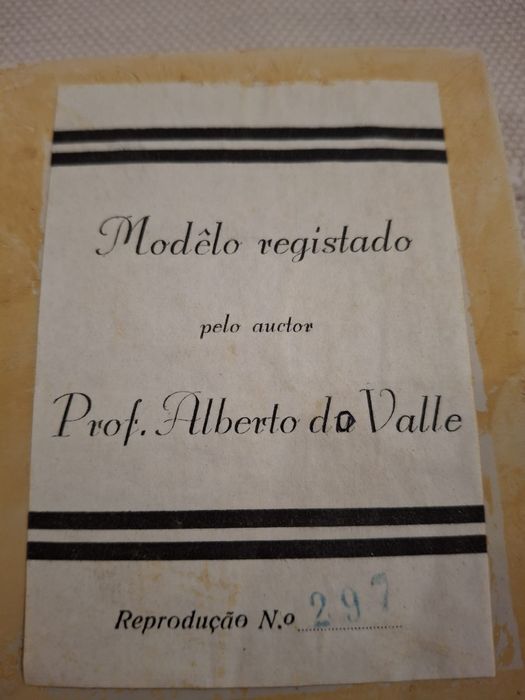 Modêlo registado
pelo auctor
Prof. Alberto do Valle
Reprodução N.o 297